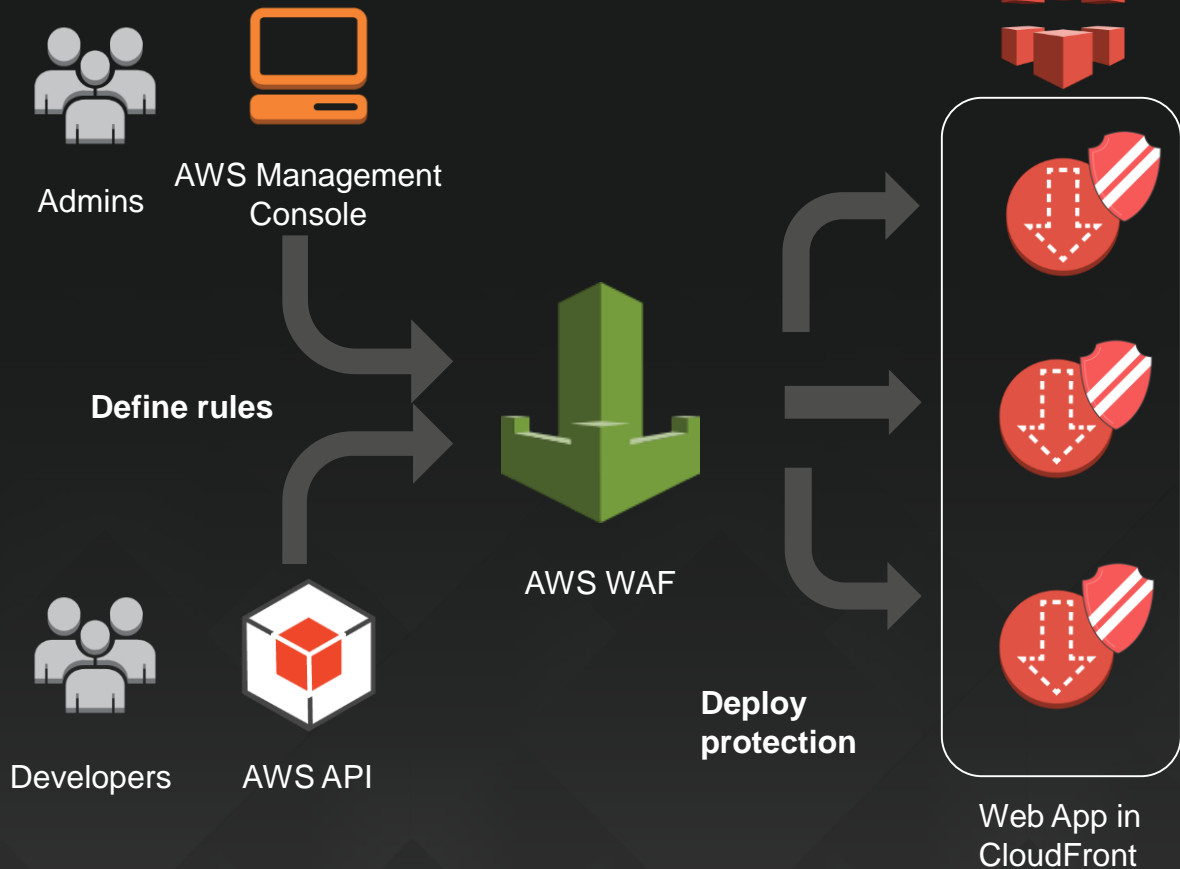 Admins
AWS Management
Console
Define rules
AWS WAF
Developers
AWS API
Deploy
protection
Web App in
CloudFront